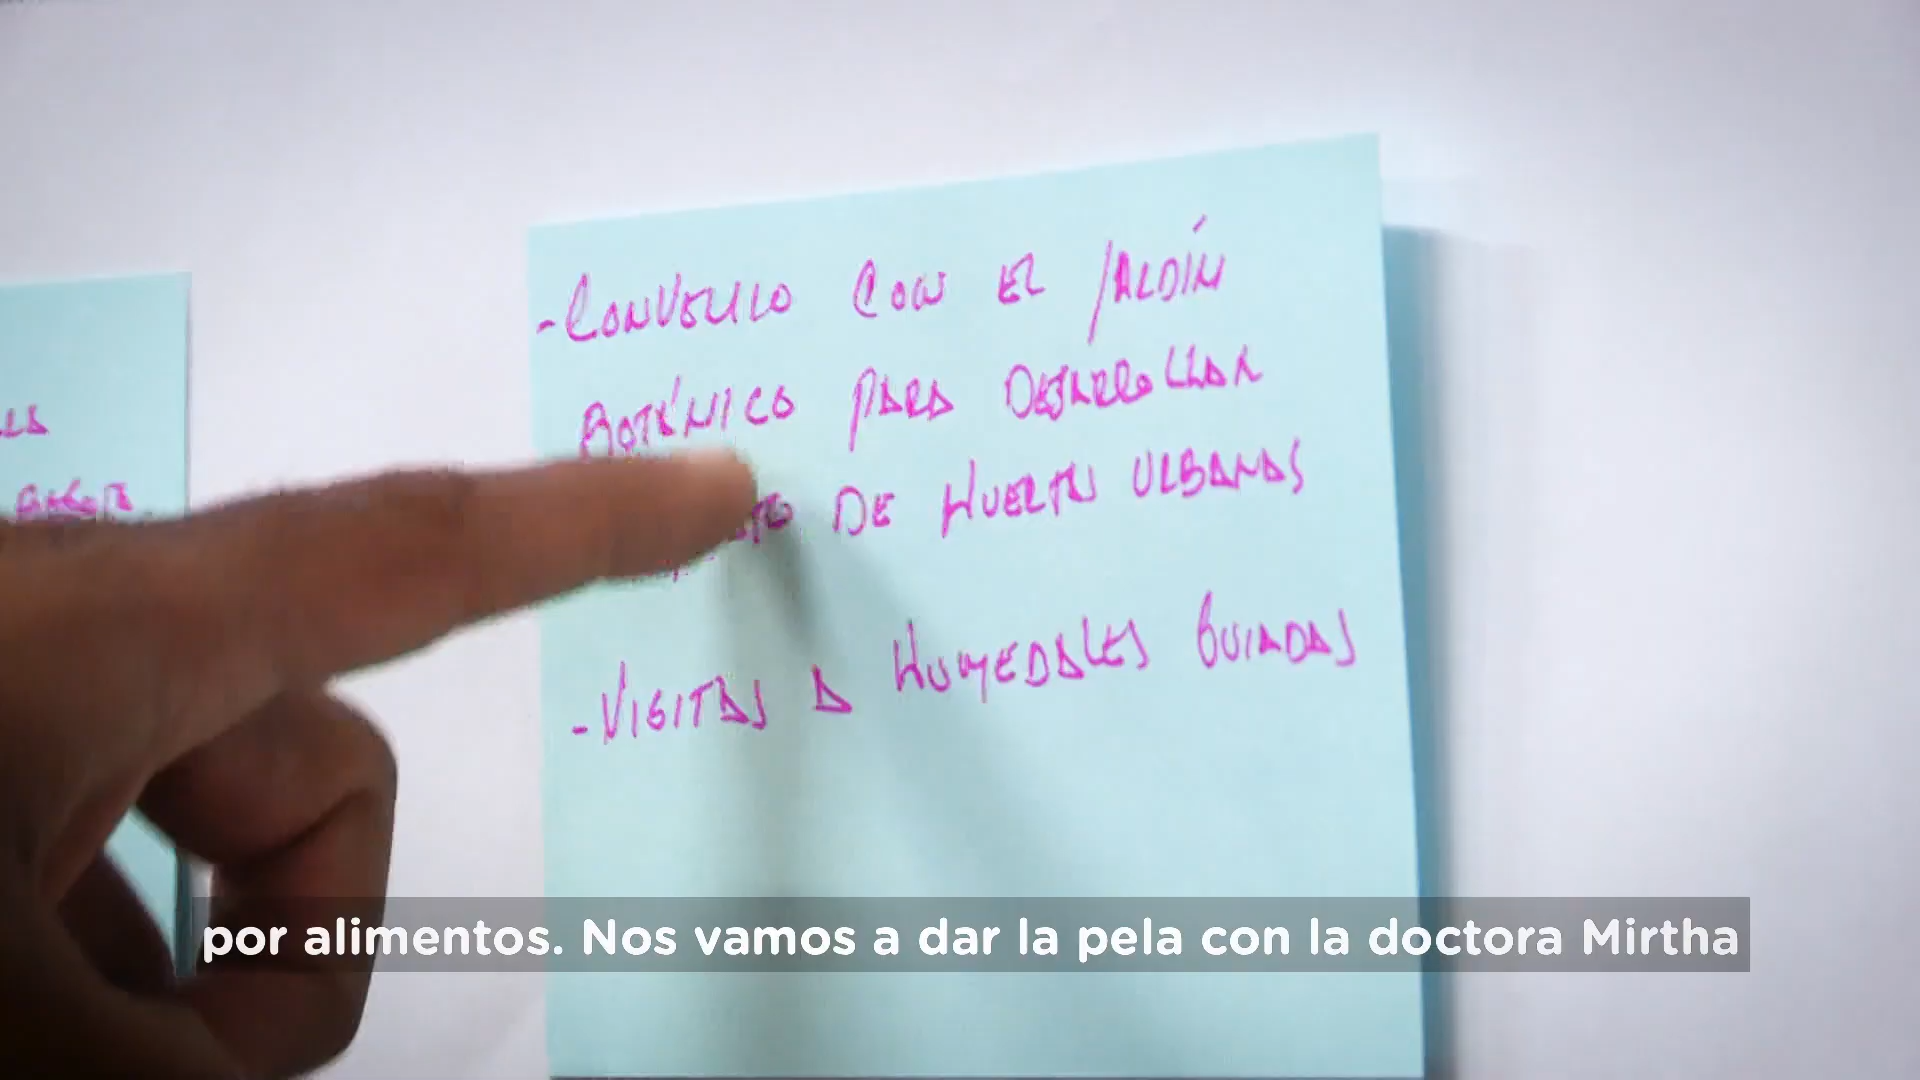 - CONVENIO CON EL JARDÍN
BOTÁNICO PARA DESARROLLAR
DE HUERTAS URBANAS
- VISITAS A HUMEDALES GUIADAS
por alimentos. Nos vamos a dar la pela con la doctora Mirtha